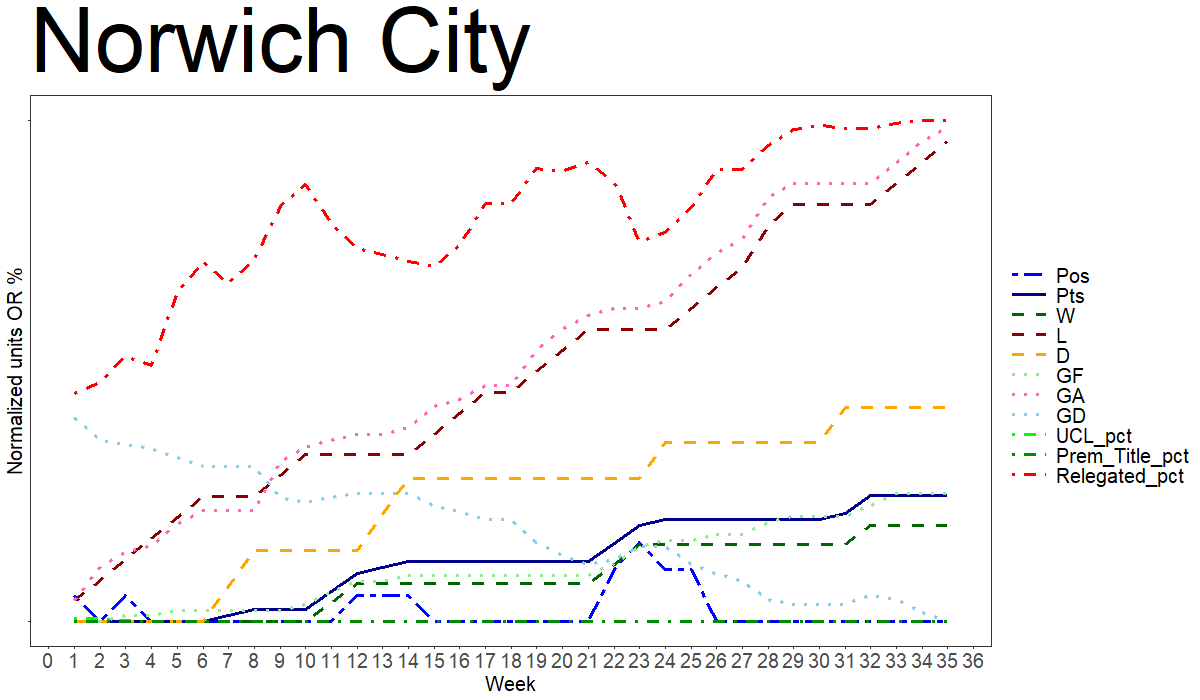 Norwich City
Normalized units OR %
Pos
Pts
W
L
D
GF
GA
GD
UCL_pct
Prem_Title_pct
Relegated_pct
0 1 2 3 4 5 6 7 8 9 10 11 12 13 14 15 16 17 18 19 20 21 22 23 24 25 26 27 28 29 30 31 32 33 34 35 36
Week